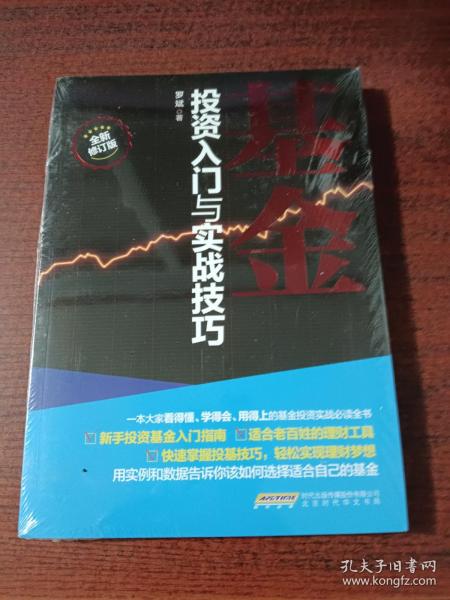 基金
投资入门与实战技巧
罗斌 著
全新
修订版
一本大家看得懂、学得会、用得上的基金投资实战必读全书
新手投资基金入门指南 适合老百姓的理财工具
快速掌握投基技巧，轻松实现理财梦想
用实例和数据告诉你该如何选择适合自己的基金
时代出版传媒股份有限公司
北京时代华文书局
孔夫子旧书网
www.kongfz.com